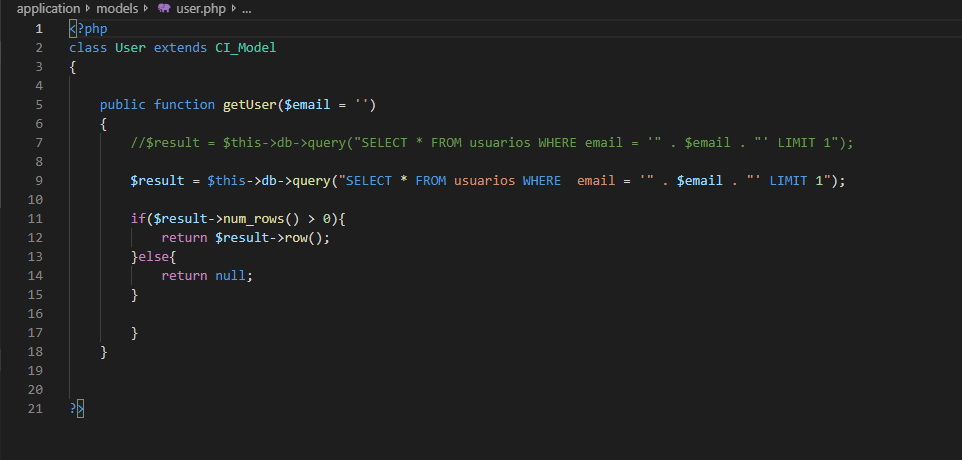 application models user.php ...
1 <?php
2 class User extends CI_Model
3 {
4
5 public function getUser($email = '')
6 {
7 //$result = $this->db->query("SELECT * FROM usuarios WHERE email = '" . $email . "' LIMIT 1");
8
9 $result = $this->db->query("SELECT * FROM usuarios WHERE  email = '" . $email . "' LIMIT 1");
10
11 if($result->num_rows() > 0){
12 return $result->row();
13 }else{
14 return null;
15 }
16
17 }
18 }
19
20
21 ?>